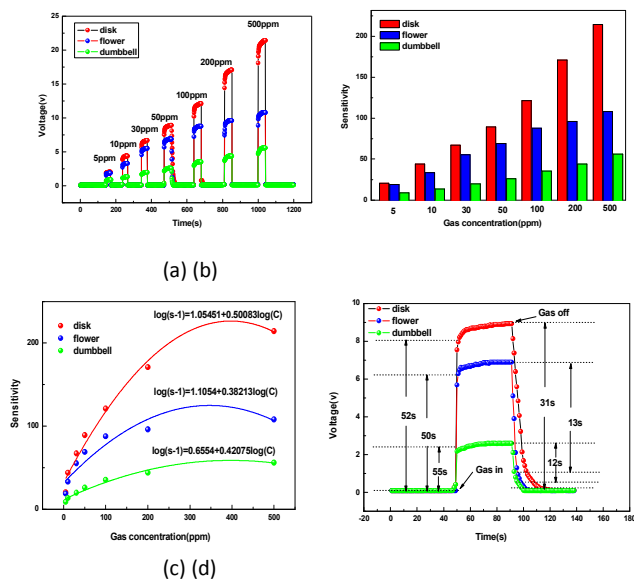 disk
flower
dumbbell
500ppm
200ppm
100ppm
50ppm
30ppm
10ppm
5ppm
Voltage(v)
25
20
15
10
5
0
0 200 400 600 800 1000 1200
Time(s)
disk
flower
dumbbell
Sensitivity
200
150
100
50
0
5 10 30 50 100 200 500
Gas concentration(ppm)
(a) (b)
log(s-1)=1.05451+0.50083log(C)
disk
flower
dumbbell
log(s-1)=1.1054+0.38213log(C)
log(s-1)=0.6554+0.42075log(C)
Sensitivity
200
100
0
0 100 200 300 400 500
Gas concentration(ppm)
disk
flower
dumbbell
Gas off
52s
50s
55s
31s
13s
12s
Gas in
Voltage(v)
10
8
6
4
2
0
-20 0 20 40 60 80 100 120 140 160 180
Time(s)
(c) (d)